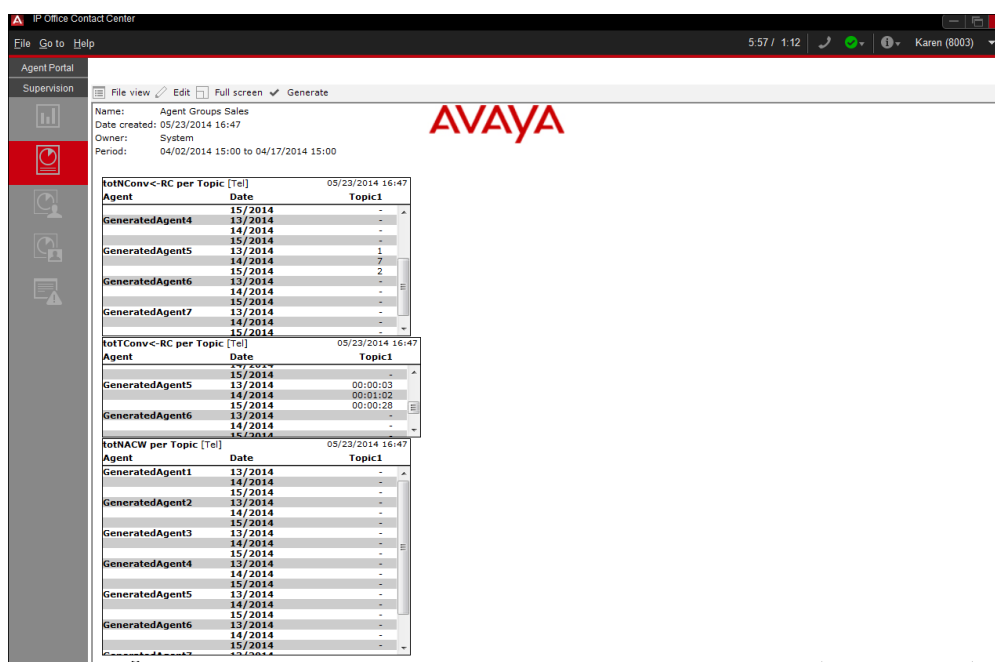 IP Office Contact Center
File Go to Help 5:57 / 1:12 Karen (8003)
Agent Portal
Supervision
File view Edit Full screen Generate
Name: Agent Groups Sales
Date created: 05/23/2014 16:47
Owner: System
Period: 04/02/2014 15:00 to 04/17/2014 15:00
AVAYA
totNConv<-RC per Topic [Tel] 05/23/2014 16:47
Agent Date Topic1
15/2014 -
GeneratedAgent4 13/2014 -
14/2014 -
15/2014 -
GeneratedAgent5 13/2014 1
14/2014 7
15/2014 2
GeneratedAgent6 13/2014 -
14/2014 -
15/2014 -
GeneratedAgent7 13/2014 -
14/2014 -
15/2014 -
totTConv<-RC per Topic [Tel] 05/23/2014 16:47
Agent Date Topic1
14/2014
15/2014 -
GeneratedAgent5 13/2014 00:00:03
14/2014 00:01:02
15/2014 00:00:28
GeneratedAgent6 13/2014 -
14/2014 -
15/2014 -
totNACW per Topic [Tel] 05/23/2014 16:47
Agent Date Topic1
GeneratedAgent1 13/2014 -
14/2014 -
15/2014 -
GeneratedAgent2 13/2014 -
14/2014 -
15/2014 -
GeneratedAgent3 13/2014 -
14/2014 -
15/2014 -
GeneratedAgent4 13/2014 -
14/2014 -
15/2014 -
GeneratedAgent5 13/2014 -
14/2014 -
15/2014 -
GeneratedAgent6 13/2014 -
14/2014 -
15/2014 -
GeneratedAgent7 13/2014 -